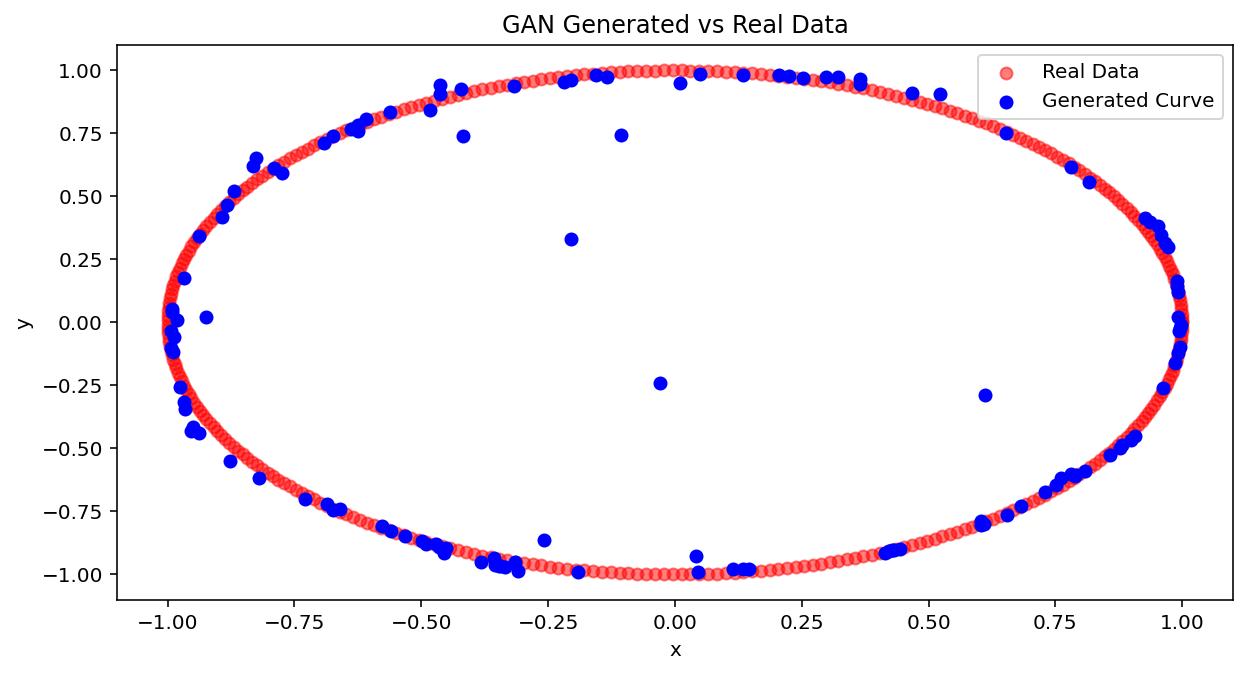 GAN Generated vs Real Data
Real Data
Generated Curve
1.00
0.75
0.50
0.25
0.00
−0.25
−0.50
−0.75
−1.00
y
−1.00 −0.75 −0.50 −0.25 0.00 0.25 0.50 0.75 1.00
x